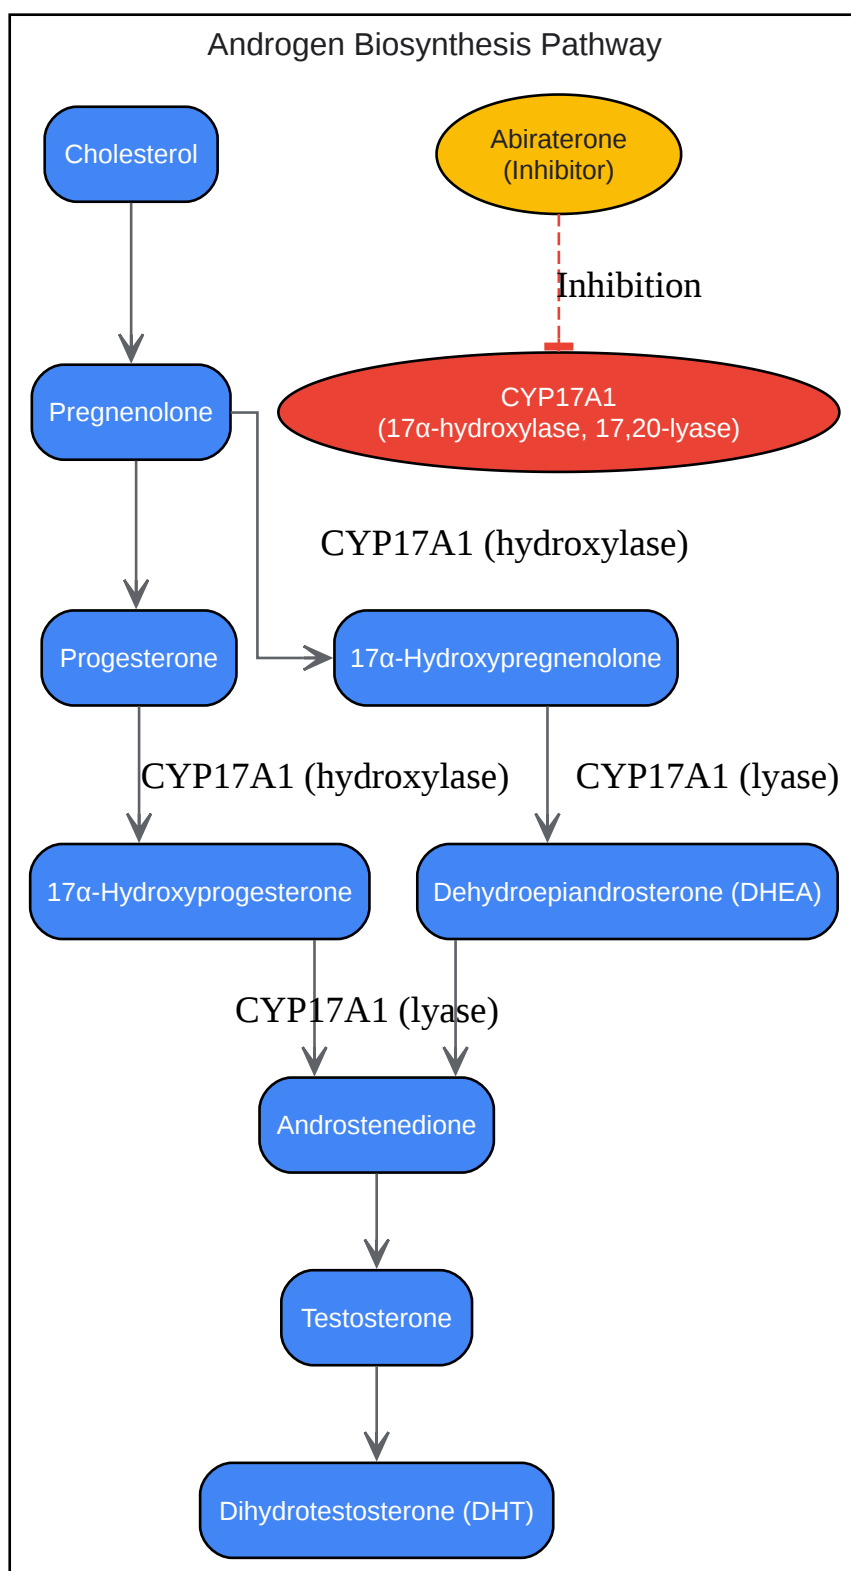 Androgen Biosynthesis Pathway
Cholesterol
Abiraterone
(Inhibitor)
Inhibition
Pregnenolone
CYP17A1
(17α-hydroxylase, 17,20-lyase)
CYP17A1 (hydroxylase)
Progesterone
17α-Hydroxypregnenolone
CYP17A1 (hydroxylase)
CYP17A1 (lyase)
17α-Hydroxyprogesterone
Dehydroepiandrosterone (DHEA)
CYP17A1 (lyase)
Androstenedione
Testosterone
Dihydrotestosterone (DHT)